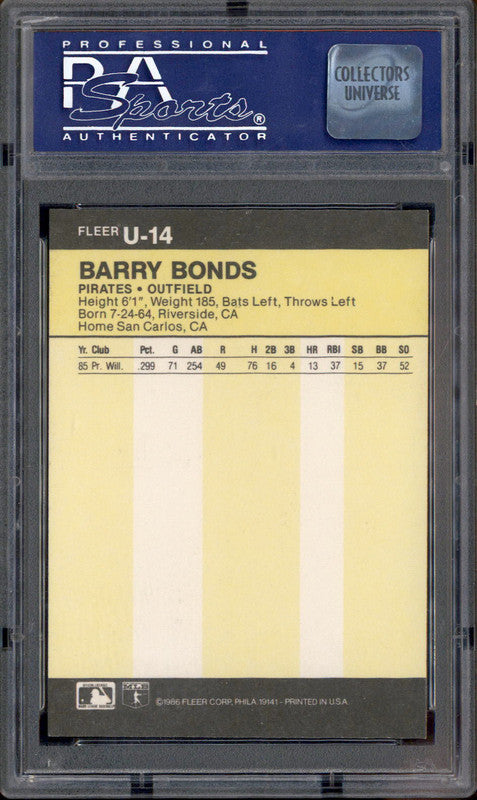 PROFESSIONAL
PSA
Sports®
AUTHENTICATOR
COLLECTORS
UNIVERSE
FLEER U-14
BARRY BONDS
PIRATES • OUTFIELD
Height 6'1", Weight 185, Bats Left, Throws Left
Born 7-24-64, Riverside, CA
Home San Carlos, CA
Yr. Club Pct. G AB R H 2B 3B HR RBI SB BB SO
85 Pr. Will. .299 71 254 49 76 16 4 13 37 15 37 52
©1986 FLEER CORP. PHILA 19141 - PRINTED IN U.S.A.